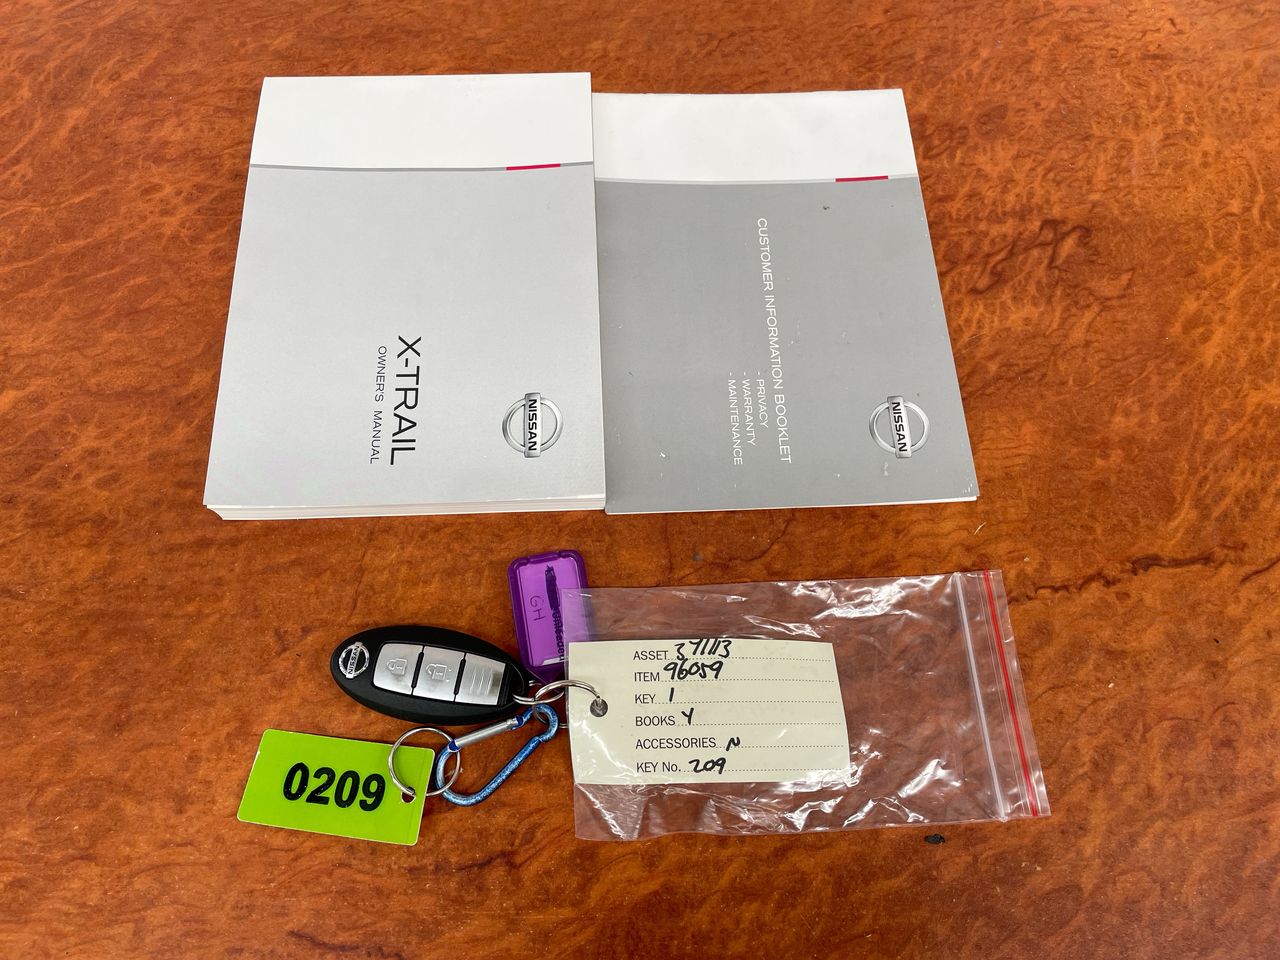 X-TRAIL
OWNER'S MANUAL
NISSAN
CUSTOMER INFORMATION BOOKLET
- PRIVACY
- WARRANTY
- MAINTENANCE
NISSAN
GH
NISSAN
0209
ASSET 341113
ITEM 96059
KEY 1
BOOKS Y
ACCESSORIES N
KEY No. 209